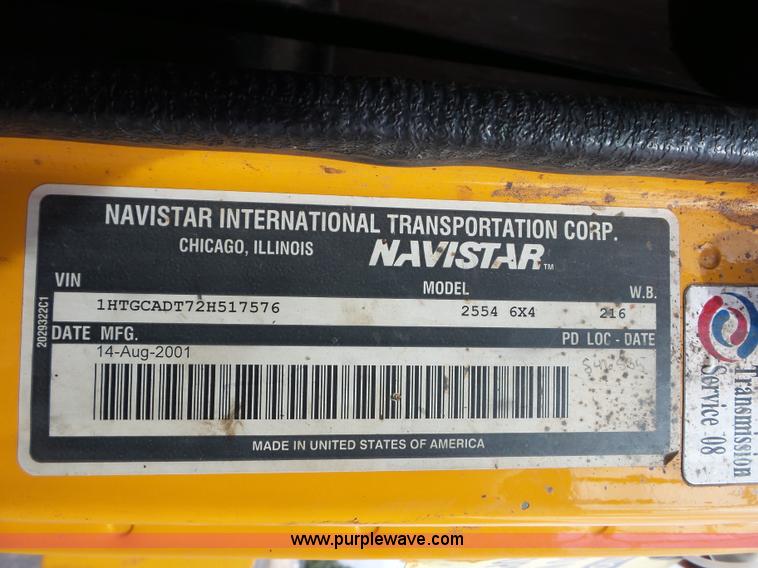 NAVISTAR INTERNATIONAL TRANSPORTATION CORP.
CHICAGO, ILLINOIS NAVISTAR™
VIN MODEL W.B.
1HTGCADT72H517576 2554 6X4 216
DATE MFG. PD LOC - DATE
14-Aug-2001
MADE IN UNITED STATES OF AMERICA
2029322C1
Transmission
Service '08
www.purplewave.com